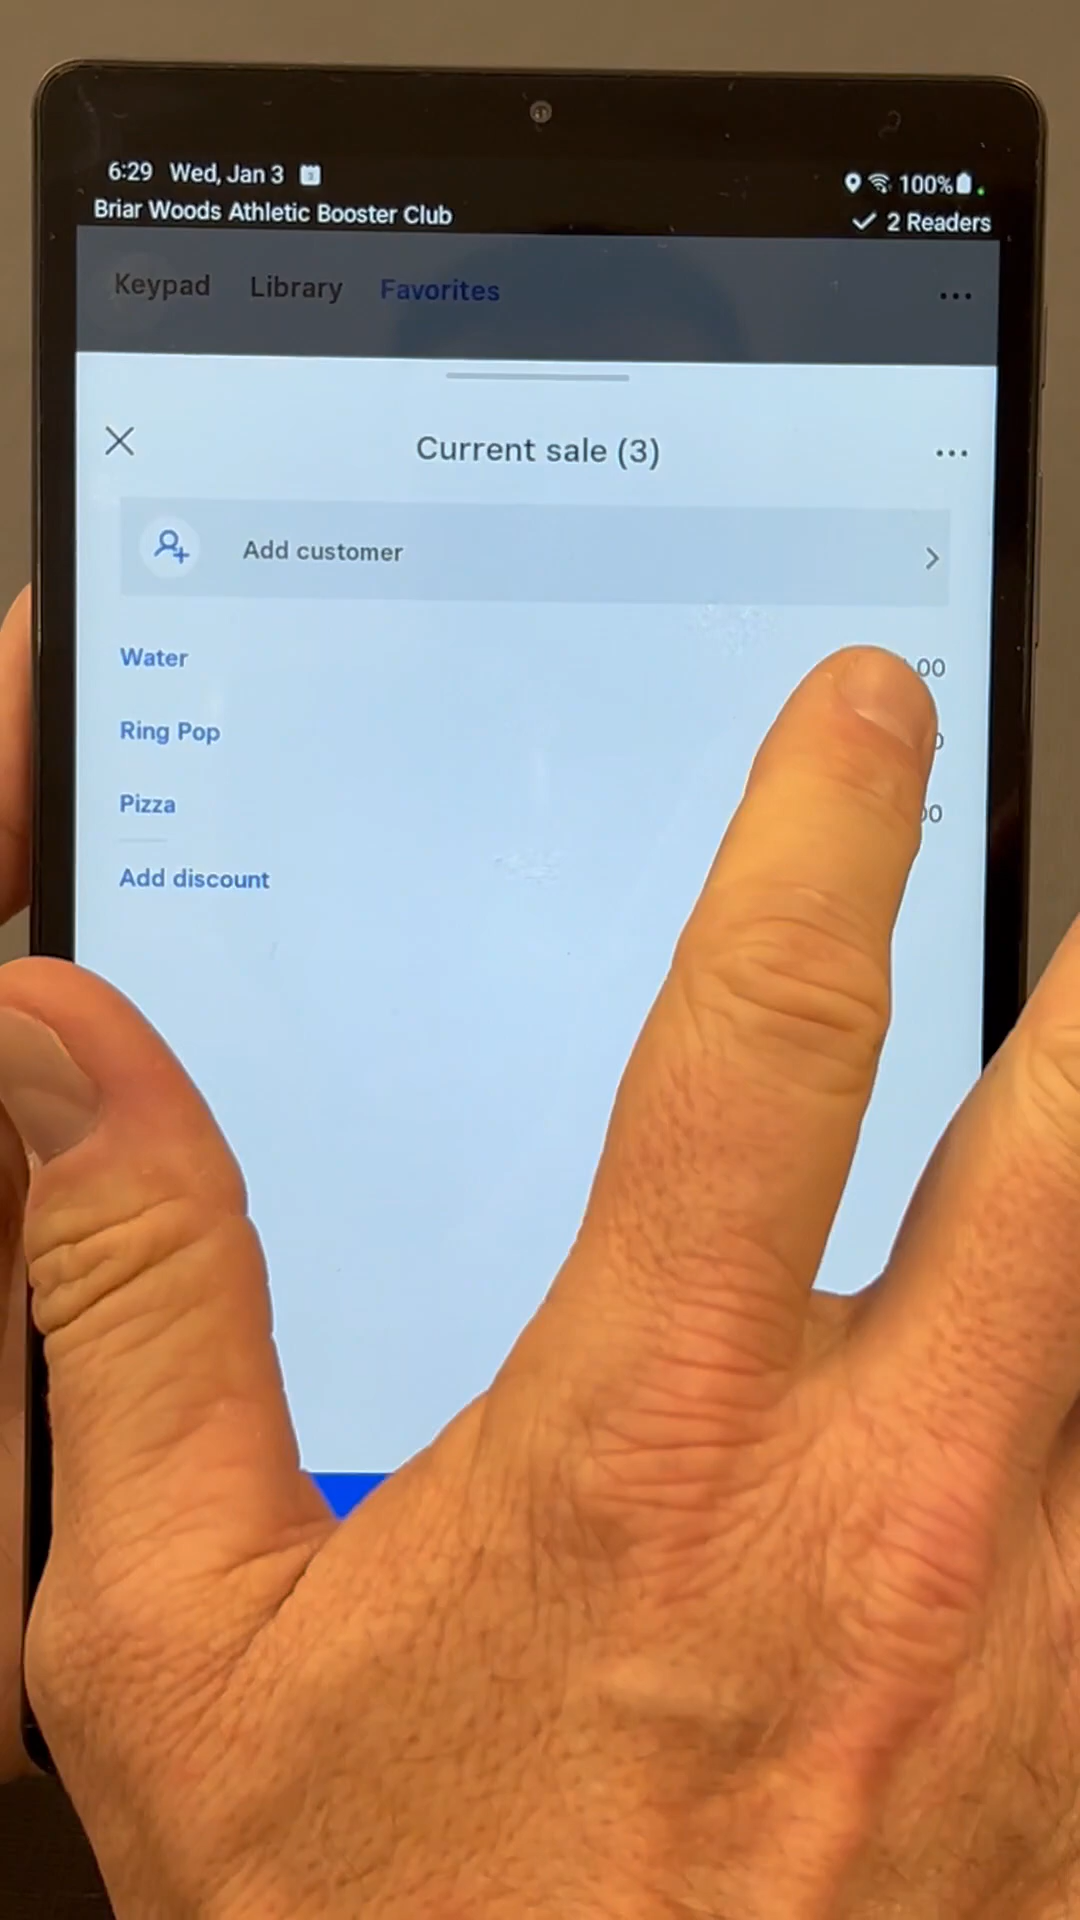 6:29 Wed, Jan 3
100%
Briar Woods Athletic Booster Club
2 Readers
Keypad Library Favorites
Current sale (3)
Add customer
Water
Ring Pop
Pizza
Add discount